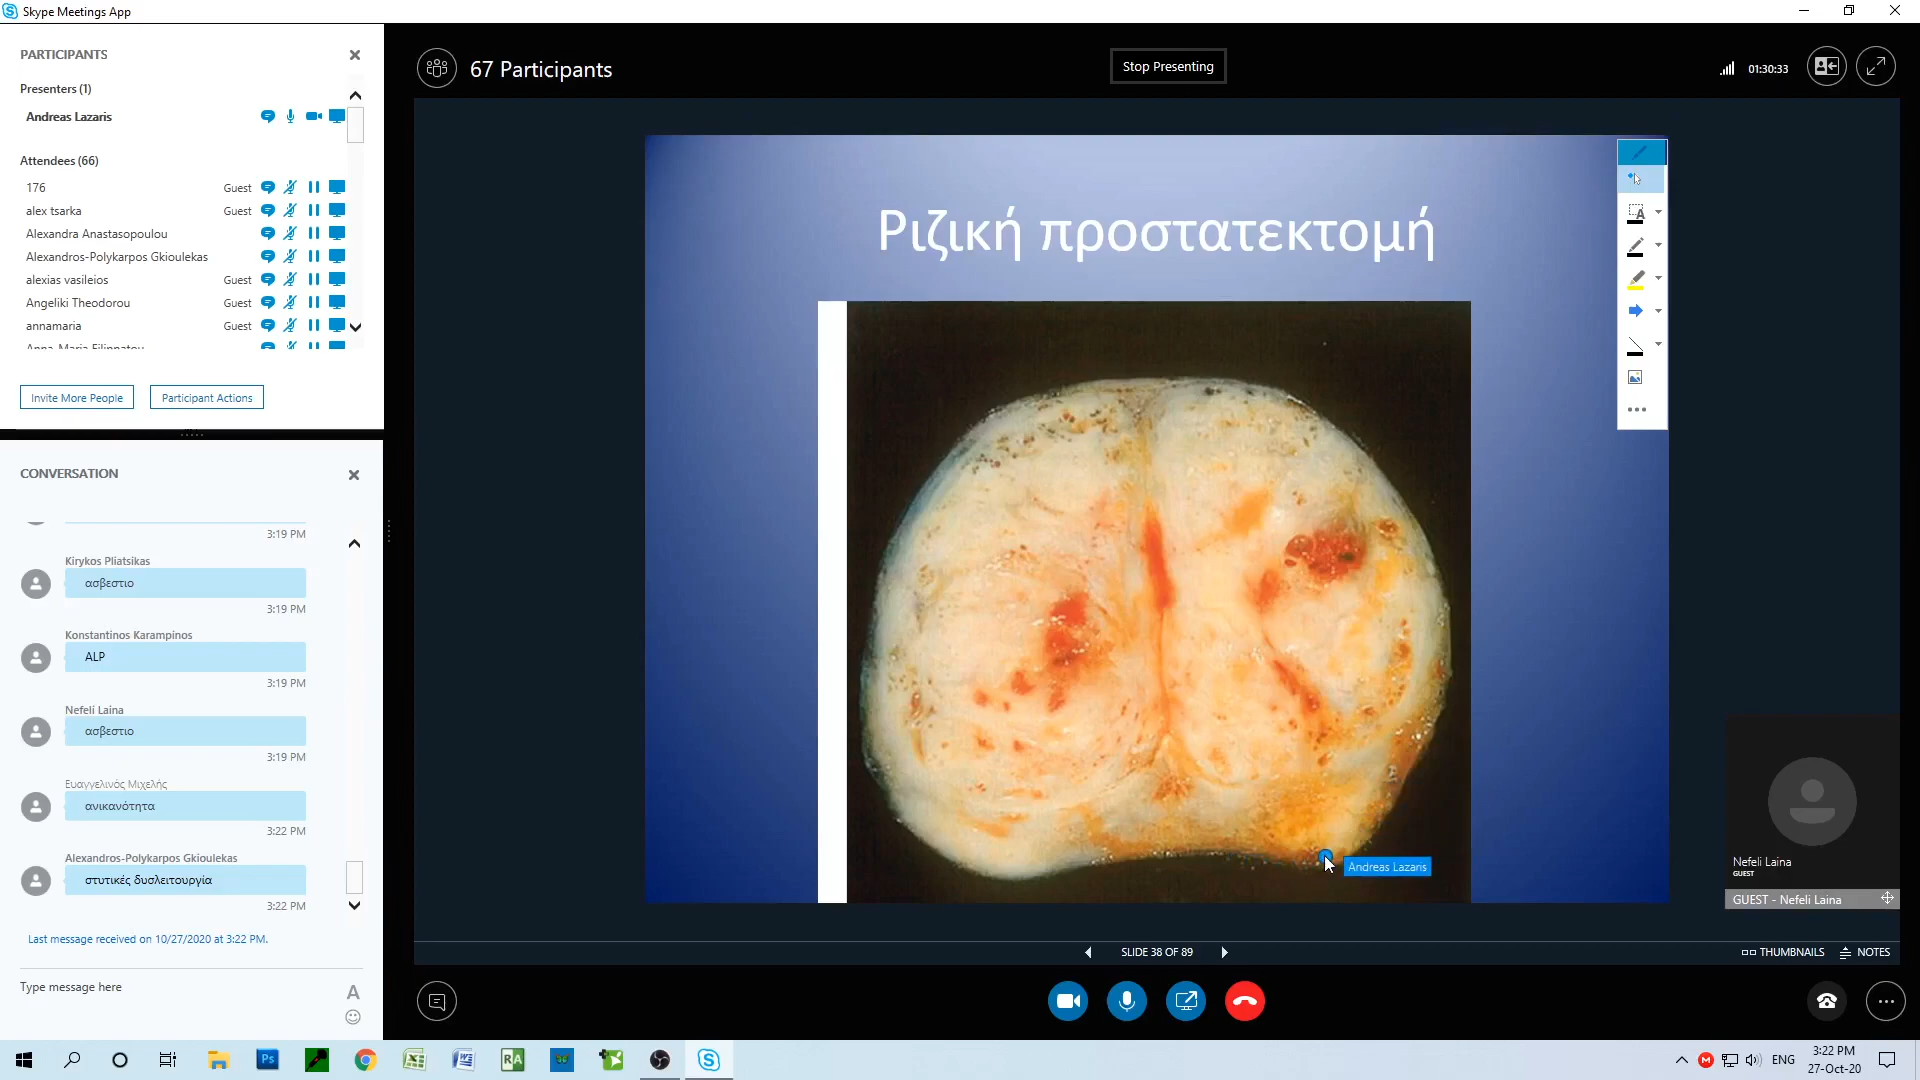 Skype Meetings App
PARTICIPANTS
Presenters (1)
Andreas Lazaris
Attendees (66)
176 Guest
alex tsarka Guest
Alexandra Anastasopoulou
Alexandros-Polykarpos Gkioulekas
alexias vasileios Guest
Angeliki Theodorou Guest
annamaria Guest
Anna-Maria Filippatou
Invite More People Participant Actions
CONVERSATION
3:19 PM
Kirykos Pliatsikas
ασβεστιο
3:19 PM
Konstantinos Karampinos
ALP
3:19 PM
Nefeli Laina
ασβεστιο
3:19 PM
Ευαγγελινός Μιχελής
ανικανότητα
3:22 PM
Alexandros-Polykarpos Gkioulekas
στυτικές δυσλειτουργία
3:22 PM
Last message received on 10/27/2020 at 3:22 PM.
Type message here
A
67 Participants
Stop Presenting
01:30:33
Ριζική προστατεκτομή
A
Andreas Lazaris
Nefeli Laina
GUEST
GUEST - Nefeli Laina
SLIDE 38 OF 89
THUMBNAILS NOTES
Ps
RA
M
ENG
3:22 PM
27-Oct-20